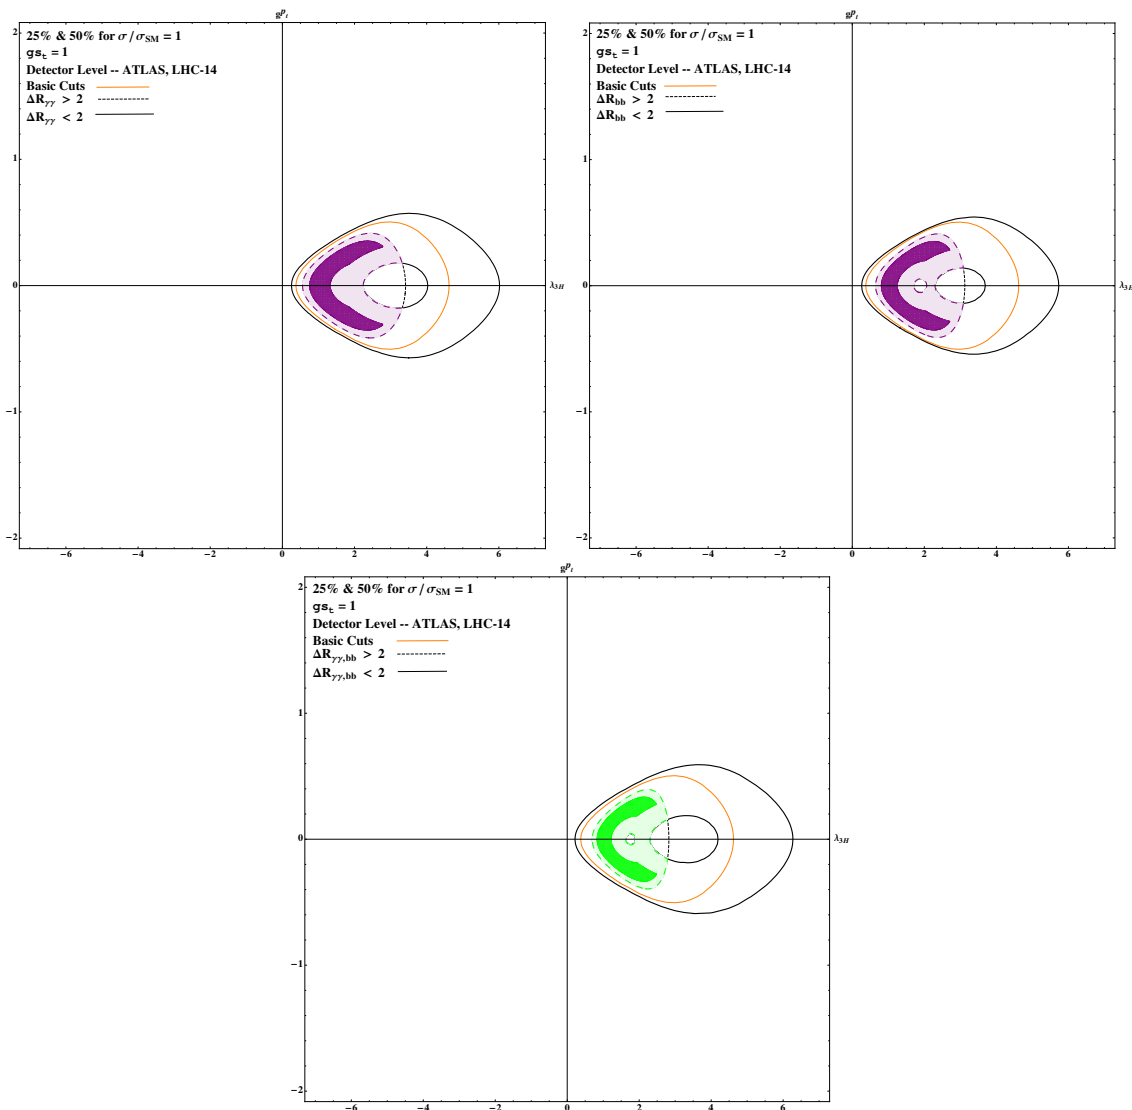 gp_t
25% & 50% for σ/σ_SM = 1
gs_t = 1
Detector Level -- ATLAS, LHC-14
Basic Cuts
ΔR_γγ > 2
ΔR_γγ < 2
2
1
0
−1
−2
λ_3H
−6 −4 −2 0 2 4 6
gp_t
25% & 50% for σ/σ_SM = 1
gs_t = 1
Detector Level -- ATLAS, LHC-14
Basic Cuts
ΔR_bb > 2
ΔR_bb < 2
2
1
0
−1
−2
λ_3H
−6 −4 −2 0 2 4 6
gp_t
25% & 50% for σ/σ_SM = 1
gs_t = 1
Detector Level -- ATLAS, LHC-14
Basic Cuts
ΔR_γγ,bb > 2
ΔR_γγ,bb < 2
2
1
0
−1
−2
λ_3H
−6 −4 −2 0 2 4 6